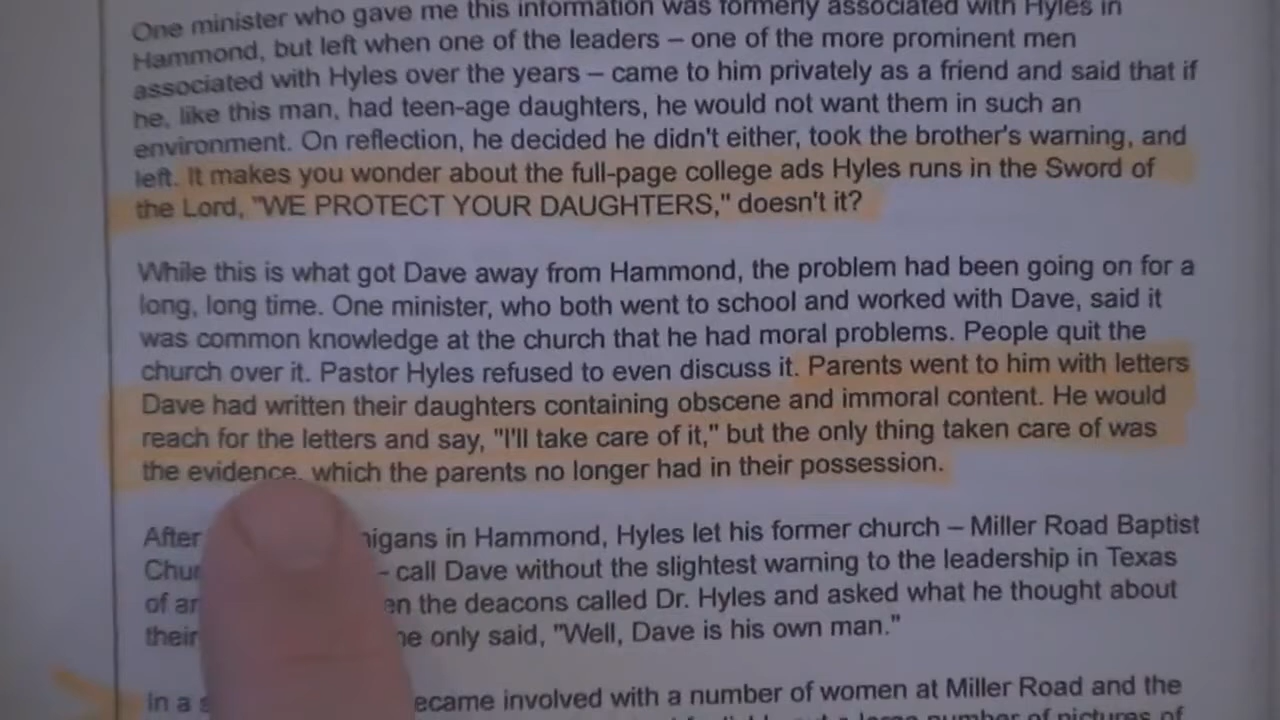 One minister who gave me this information was formerly associated with Hyles in
Hammond, but left when one of the leaders – one of the more prominent men
associated with Hyles over the years – came to him privately as a friend and said that if
he, like this man, had teen-age daughters, he would not want them in such an
environment. On reflection, he decided he didn't either, took the brother's warning, and
left. It makes you wonder about the full-page college ads Hyles runs in the Sword of
the Lord, "WE PROTECT YOUR DAUGHTERS," doesn't it?
While this is what got Dave away from Hammond, the problem had been going on for a
long, long time. One minister, who both went to school and worked with Dave, said it
was common knowledge at the church that he had moral problems. People quit the
church over it. Pastor Hyles refused to even discuss it. Parents went to him with letters
Dave had written their daughters containing obscene and immoral content. He would
reach for the letters and say, "I'll take care of it," but the only thing taken care of was
the evidence, which the parents no longer had in their possession.
After in Hammond, Hyles let his former church – Miller Road Baptist
– call Dave without the slightest warning to the leadership in Texas
of the deacons called Dr. Hyles and asked what he thought about
their he only said, "Well, Dave is his own man."
In a became involved with a number of women at Miller Road and the
number of pictures of